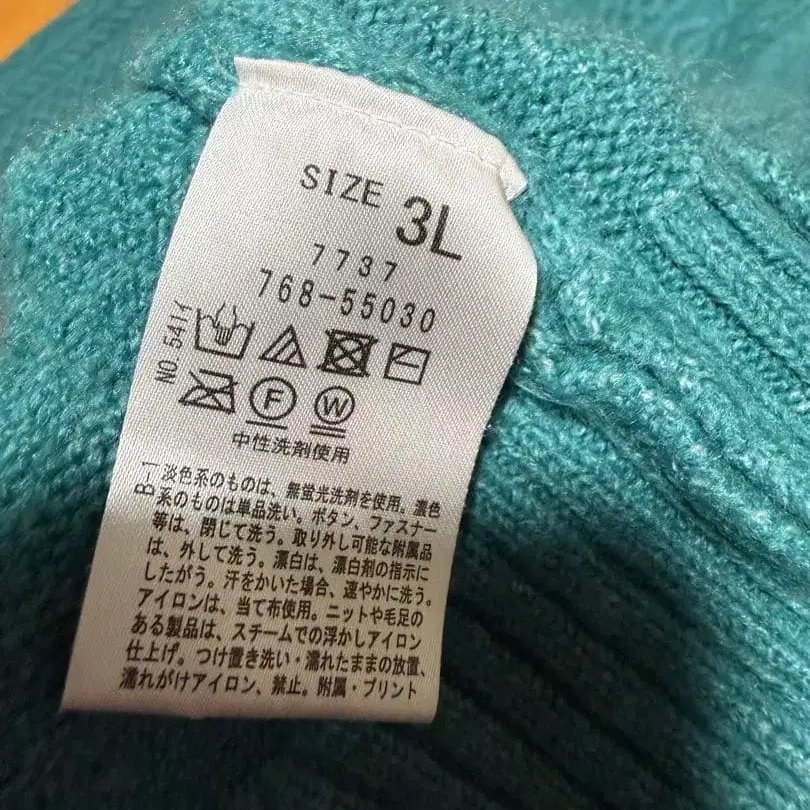 SIZE 3L
7737
768-55030
NO.541イ
F W
中性洗剤使用
B-1
淡色系のものは、無蛍光洗剤を使用。濃色
系のものは単品洗い。ボタン、ファスナー
等は、閉じて洗う。取り外し可能な附属品
は、外して洗う。漂白は、漂白剤の指示に
したがう。汗をかいた場合、速やかに洗う。
アイロンは、当て布使用。ニットや毛足の
ある製品は、スチームでの浮かしアイロン
仕上げ。つけ置き洗い・濡れたままの放置、
濡れがけアイロン、禁止。附属・プリント